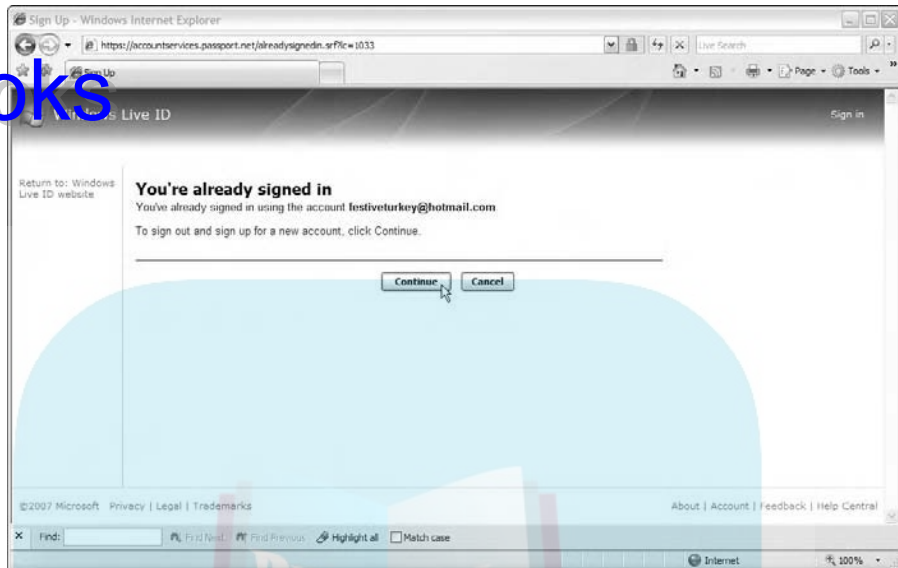 Sign Up - Windows Internet Explorer
https://accountservices.passport.net/alreadysignedin.srf?lc=1033
Live Search
Sign Up
Page
Tools
oks
Windows Live ID
Sign in
Return to: Windows
Live ID website
You're already signed in
You've already signed in using the account festiveturkey@hotmail.com
To sign out and sign up for a new account, click Continue.
Continue
Cancel
©2007 Microsoft Privacy | Legal | Trademarks
About | Account | Feedback | Help Central
Find:
Find Next
Find Previous
Highlight all
Match case
Internet
100%